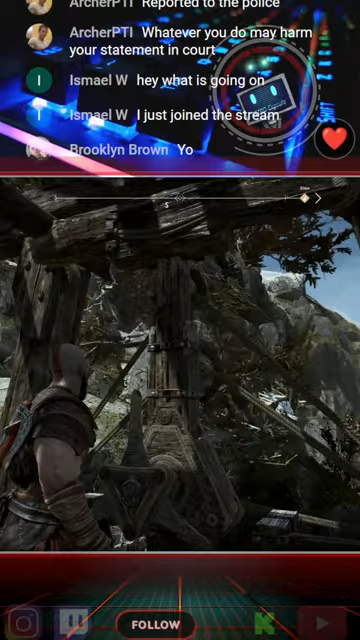 ArcherPTI Reported to the police
ArcherPTI Whatever you do may harm
your statement in court
I Ismael W hey what is going on
I Ismael W I just joined the stream
Brooklyn Brown Yo
FOLLOW